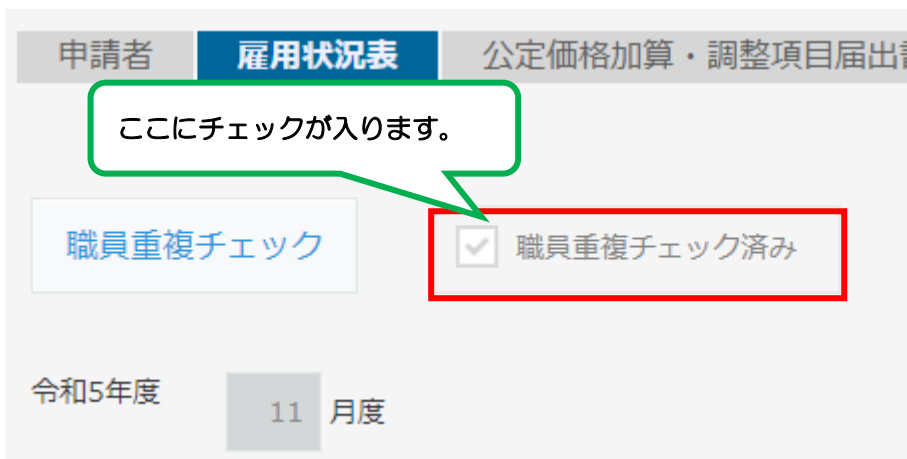 申請者 雇用状況表 公定価格加算・調整項目届出
ここにチェックが入ります。
職員重複チェック 職員重複チェック済み
令和5年度 11 月度